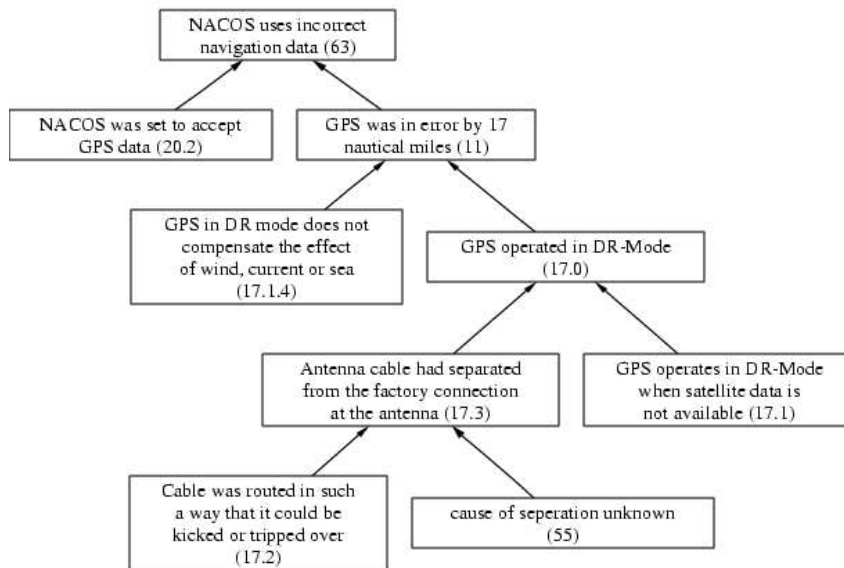 NACOS uses incorrect
navigation data (63)
NACOS was set to accept
GPS data (20.2)
GPS was in error by 17
nautical miles (11)
GPS in DR mode does not
compensate the effect
of wind, current or sea
(17.1.4)
GPS operated in DR-Mode
(17.0)
Antenna cable had separated
from the factory connection
at the antenna (17.3)
GPS operates in DR-Mode
when satellite data is
not available (17.1)
Cable was routed in such
a way that it could be
kicked or tripped over
(17.2)
cause of seperation unknown
(55)